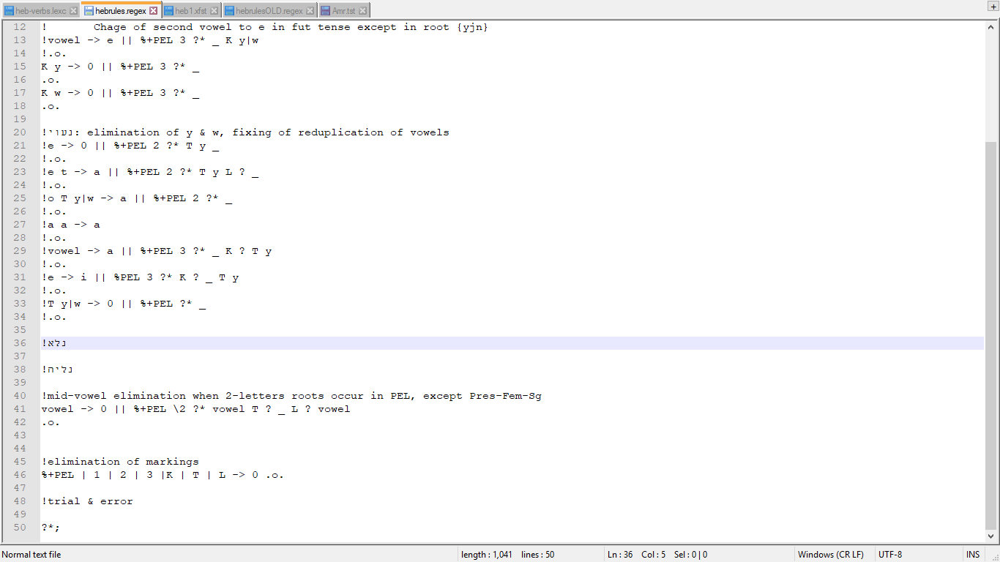 heb-verbs.lexc hebrules.regex heb1.xfst hebrulesOLD.regex Amr.tst +
12 ! Chage of second vowel to e in fut tense except in root {yjn}
13 !vowel -> e || %+PEL 3 ?* _ K y|w
14 !.o.
15 K y -> 0 || %+PEL 3 ?* _
16 .o.
17 K w -> 0 || %+PEL 3 ?* _
18 .o.
19
20 !נעוי: elimination of y & w, fixing of reduplication of vowels
21 !e -> 0 || %+PEL 2 ?* T y _
22 !.o.
23 !e t -> a || %+PEL 2 ?* T y L ? _
24 !.o.
25 !o T y|w -> a || %+PEL 2 ?* _
26 !.o.
27 !a a -> a
28 !.o.
29 !vowel -> a || %+PEL 3 ?* _ K ? T y
30 !.o.
31 !e -> i || %PEL 3 ?* K ? _ T y
32 !.o.
33 !T y|w -> 0 || %+PEL ?* _
34 !.o.
35
36 !נלא
37
38 !נליח
39
40 !mid-vowel elimination when 2-letters roots occur in PEL, except Pres-Fem-Sg
41 vowel -> 0 || %+PEL \2 ?* vowel T ? _ L ? vowel
42 .o.
43
44
45 !elimination of markings
46 %+PEL | 1 | 2 | 3 |K | T | L -> 0 .o.
47
48 !trial & error
49
50 ?*;
Normal text file length : 1,041 lines : 50 Ln : 36 Col : 5 Sel : 0 | 0 Windows (CR LF) UTF-8 INS